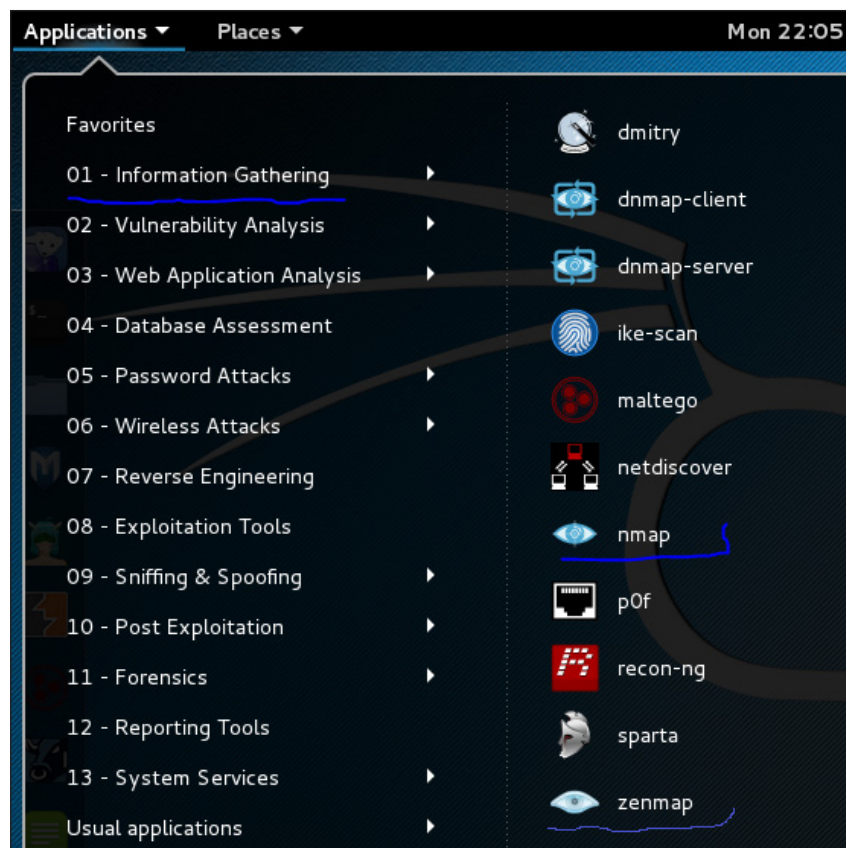 Applications Places Mon 22:05
Favorites
01 - Information Gathering
02 - Vulnerability Analysis
03 - Web Application Analysis
04 - Database Assessment
05 - Password Attacks
06 - Wireless Attacks
07 - Reverse Engineering
08 - Exploitation Tools
09 - Sniffing & Spoofing
10 - Post Exploitation
11 - Forensics
12 - Reporting Tools
13 - System Services
Usual applications
dmitry
dnmap-client
dnmap-server
ike-scan
maltego
netdiscover
nmap
p0f
recon-ng
sparta
zenmap